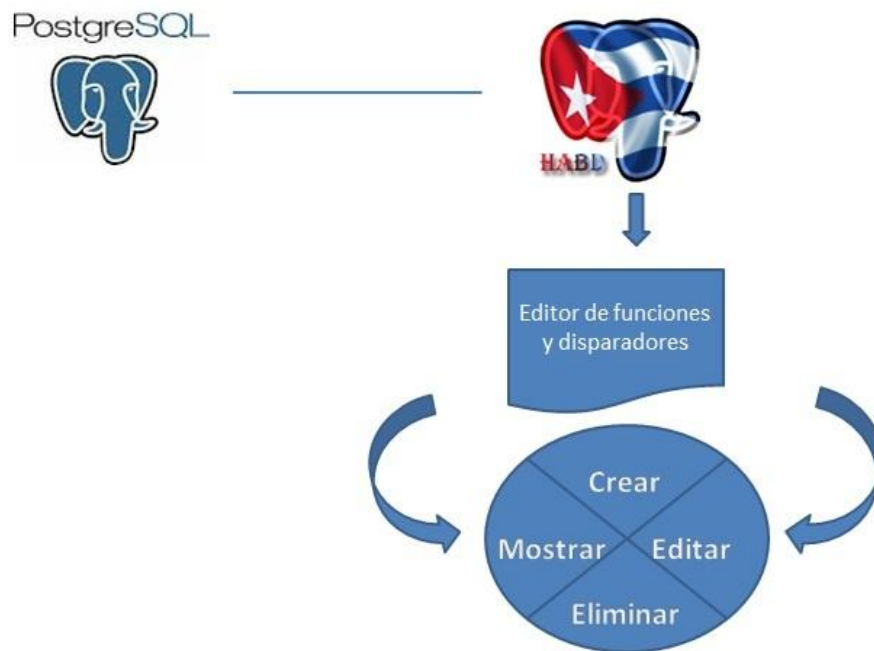 PostgreSQL
HABD
Editor de funciones
y disparadores
Crear
Mostrar Editar
Eliminar